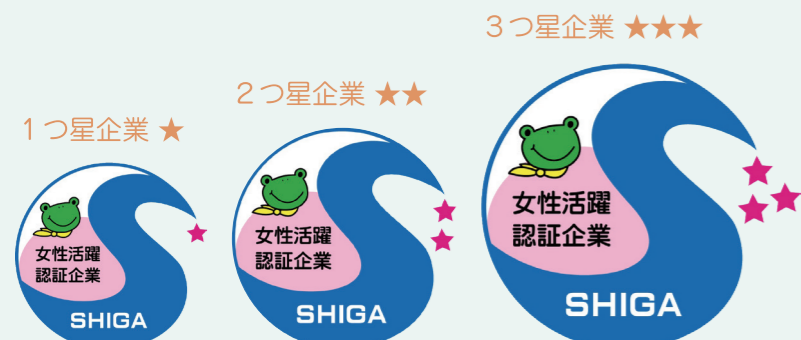 1つ星企業 ★
女性活躍
認証企業
SHIGA
2つ星企業 ★★
女性活躍
認証企業
SHIGA
3つ星企業 ★★★
女性活躍
認証企業
SHIGA